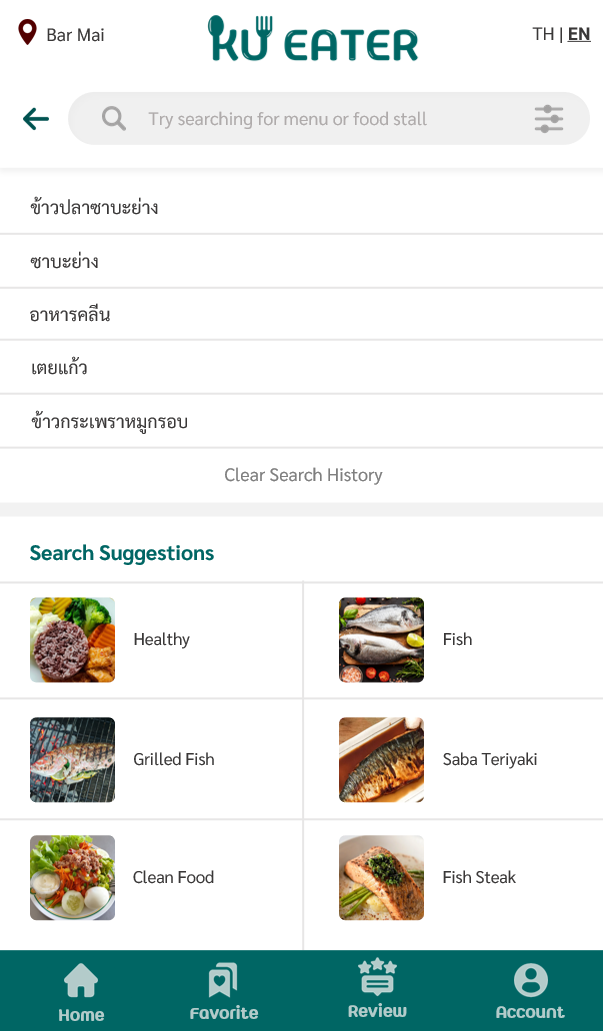 Bar Mai
KU EATER
TH | EN
Try searching for menu or food stall
ข้าวปลาซาบะย่าง
ซาบะย่าง
อาหารคลีน
เตยแก้ว
ข้าวกระเพราหมูกรอบ
Clear Search History
Search Suggestions
Healthy
Fish
Grilled Fish
Saba Teriyaki
Clean Food
Fish Steak
Home
Favorite
Review
Account